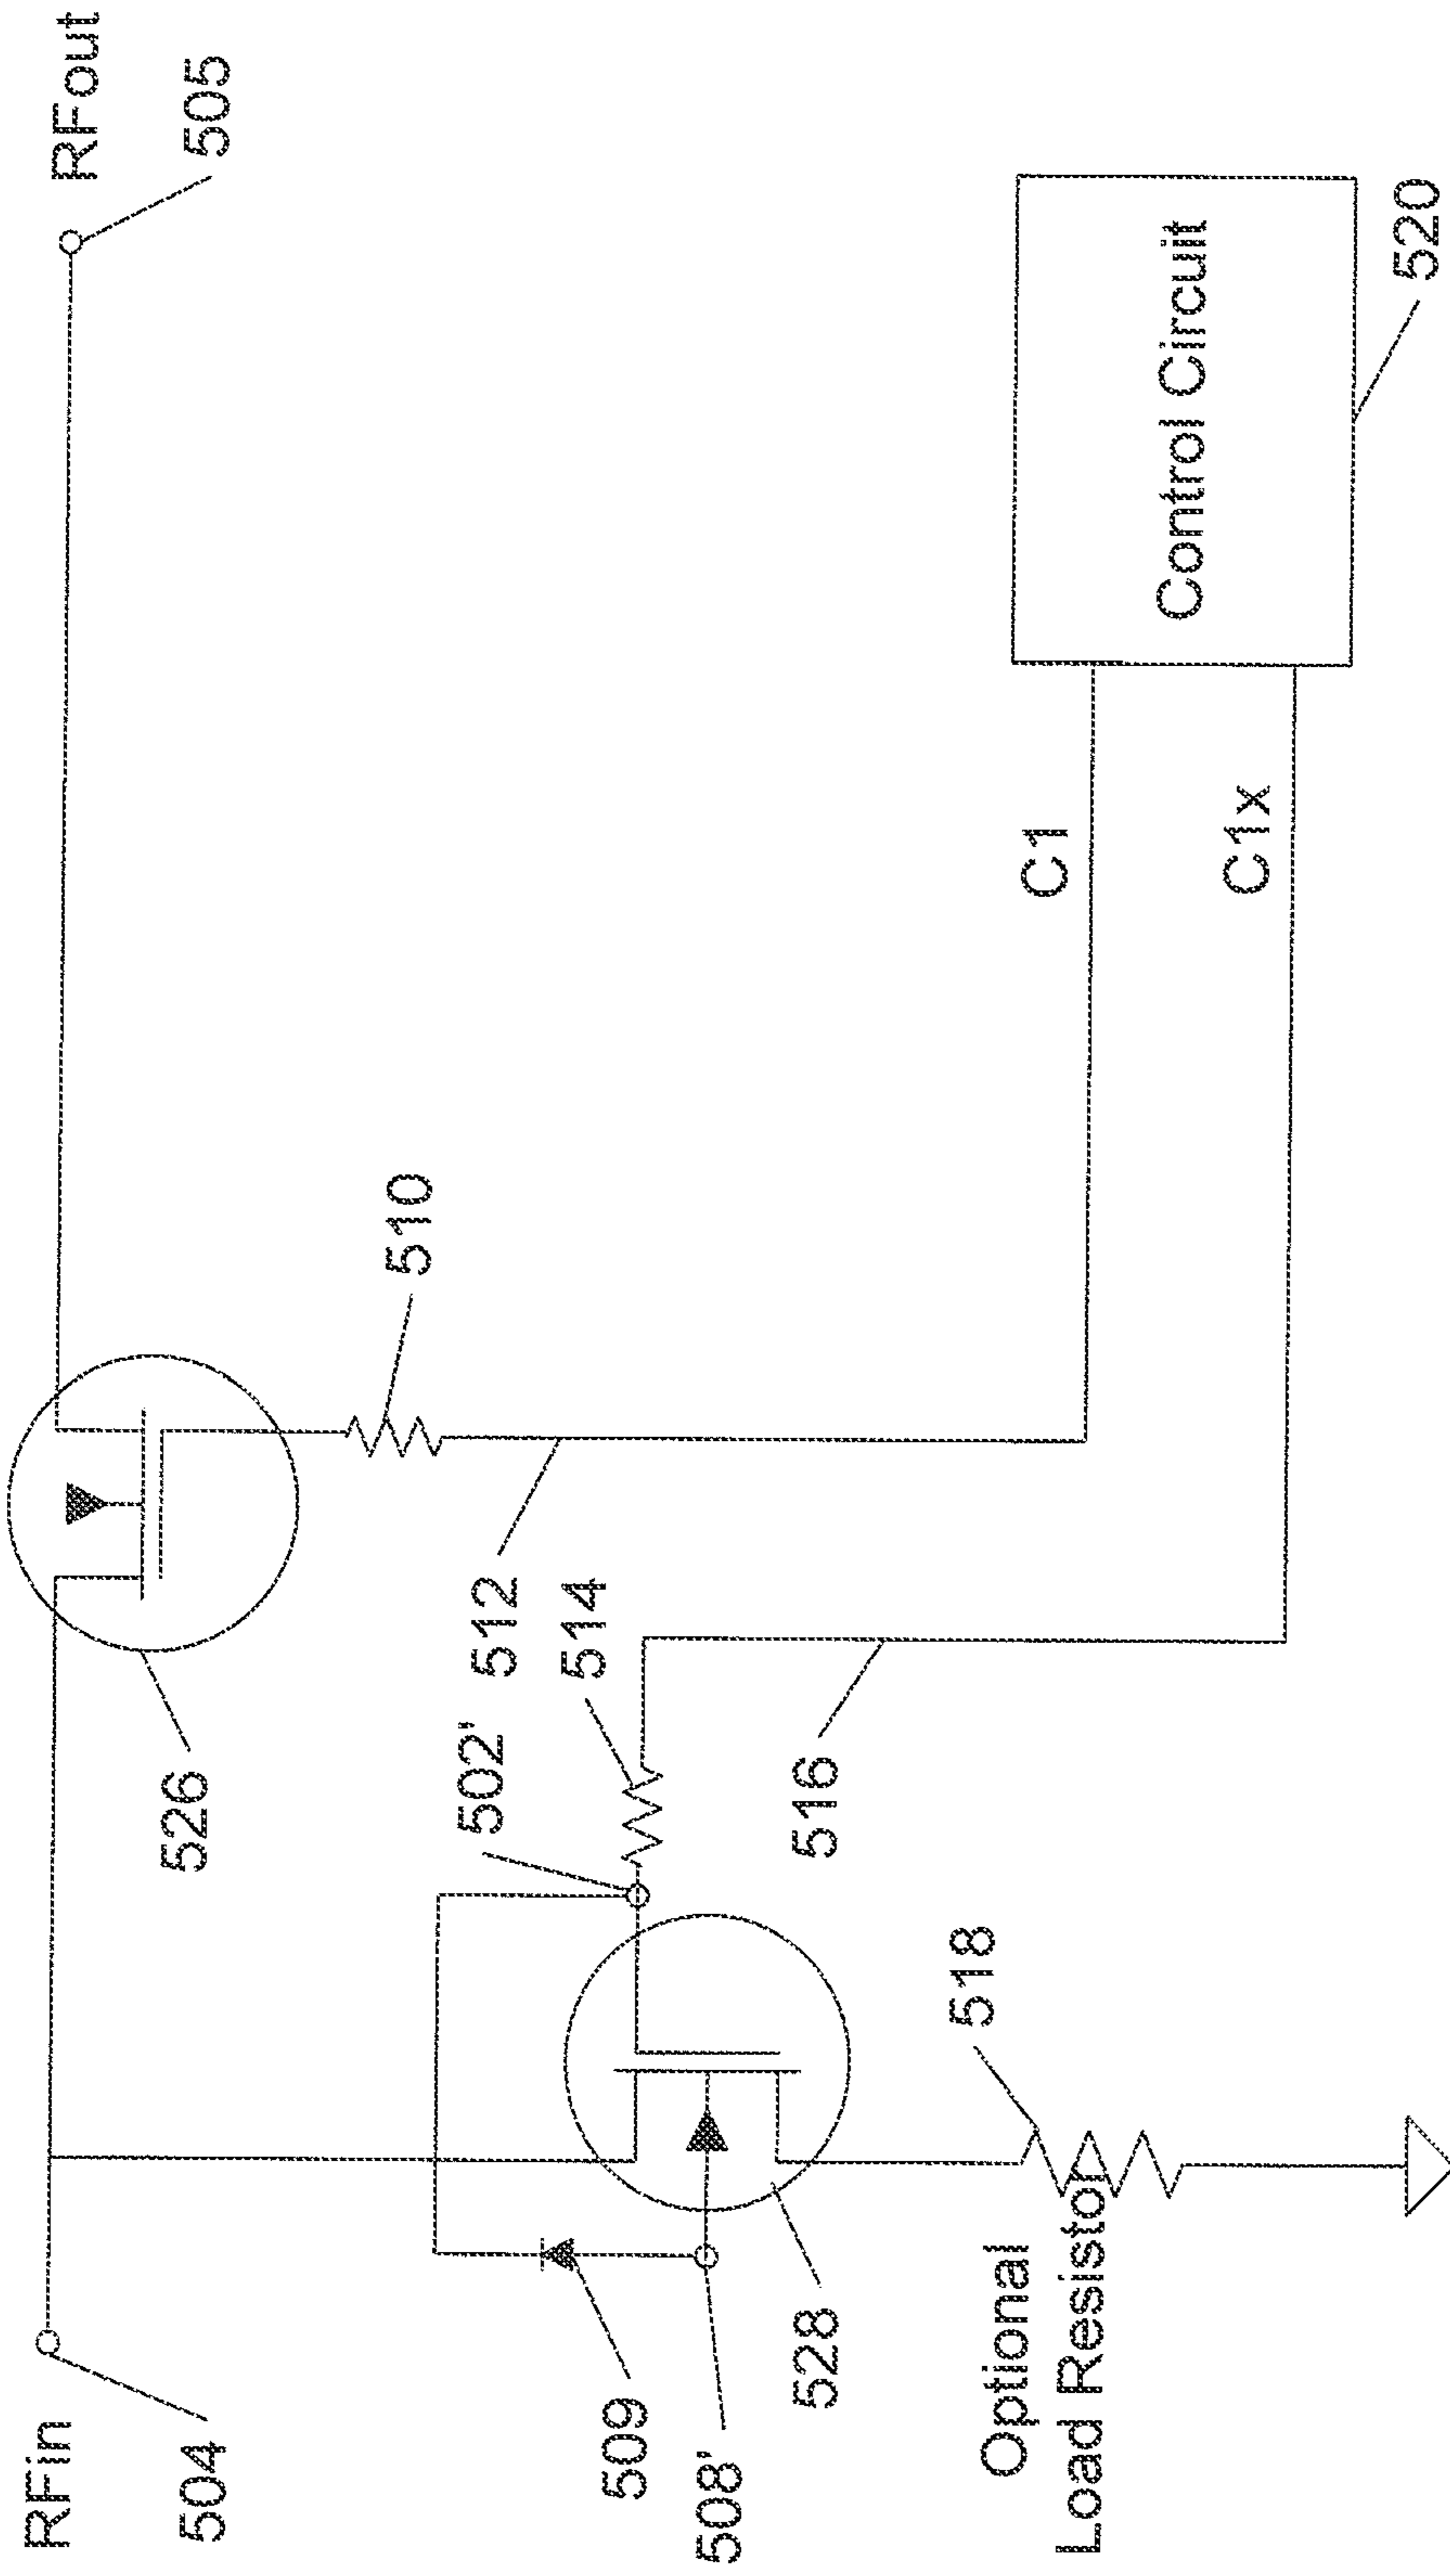 RFin
504
RFout
505
526
510
502'
512
514
509
508'
528
516
518
Optional
Load Resistor
C1
C1x
Control Circuit
520